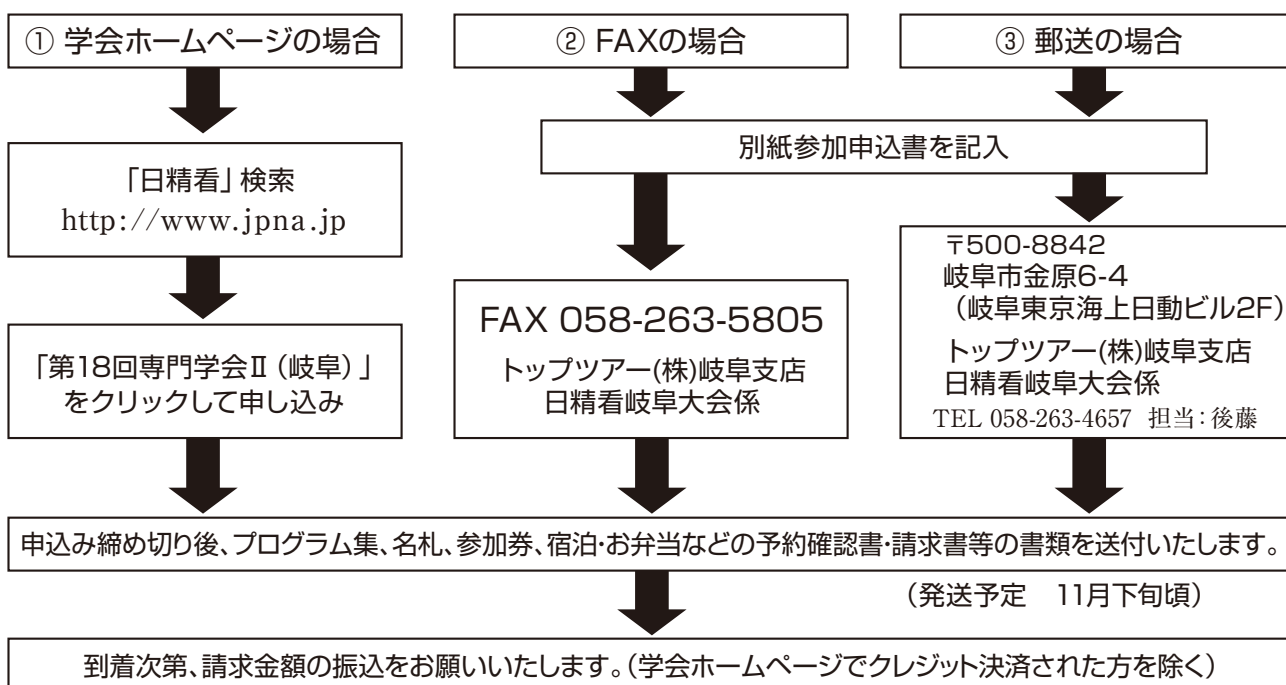 ① 学会ホームページの場合
② FAXの場合
③ 郵送の場合
別紙参加申込書を記入
「日精看」検索
http://www.jpna.jp
「第18回専門学会Ⅱ（岐阜）」
をクリックして申し込み
FAX 058-263-5805
トップツアー(株)岐阜支店
日精看岐阜大会係
〒500-8842
岐阜市金原6-4
（岐阜東京海上日動ビル2F）
トップツアー(株)岐阜支店
日精看岐阜大会係
TEL 058-263-4657 担当：後藤
申込み締め切り後、プログラム集、名札、参加券、宿泊・お弁当などの予約確認書・請求書等の書類を送付いたします。
（発送予定　11月下旬頃）
到着次第、請求金額の振込をお願いいたします。（学会ホームページでクレジット決済された方を除く）